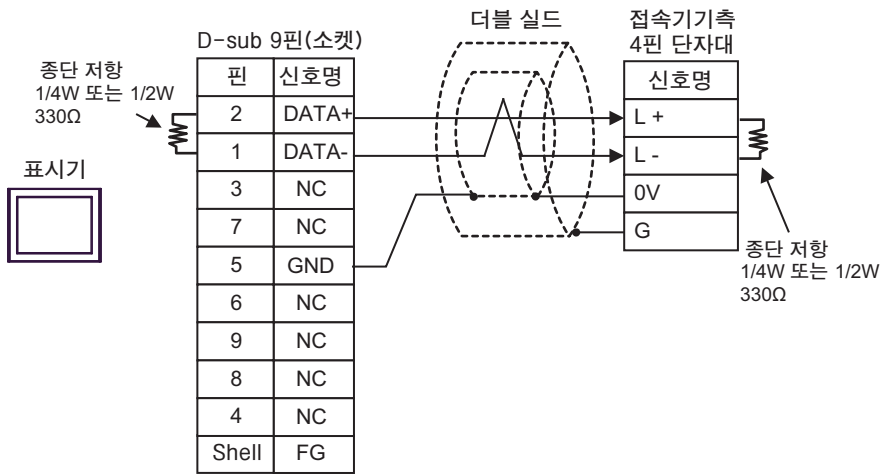 더블 실드
접속기기측
4핀 단자대
D-sub 9핀(소켓)
종단 저항
1/4W 또는 1/2W
330Ω
표시기
핀 신호명
2 DATA+
1 DATA-
3 NC
7 NC
5 GND
6 NC
9 NC
8 NC
4 NC
Shell FG
신호명
L +
L -
0V
G
종단 저항
1/4W 또는 1/2W
330Ω